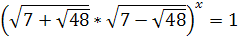 (√(7+√48) * √(7−√48))^x = 1